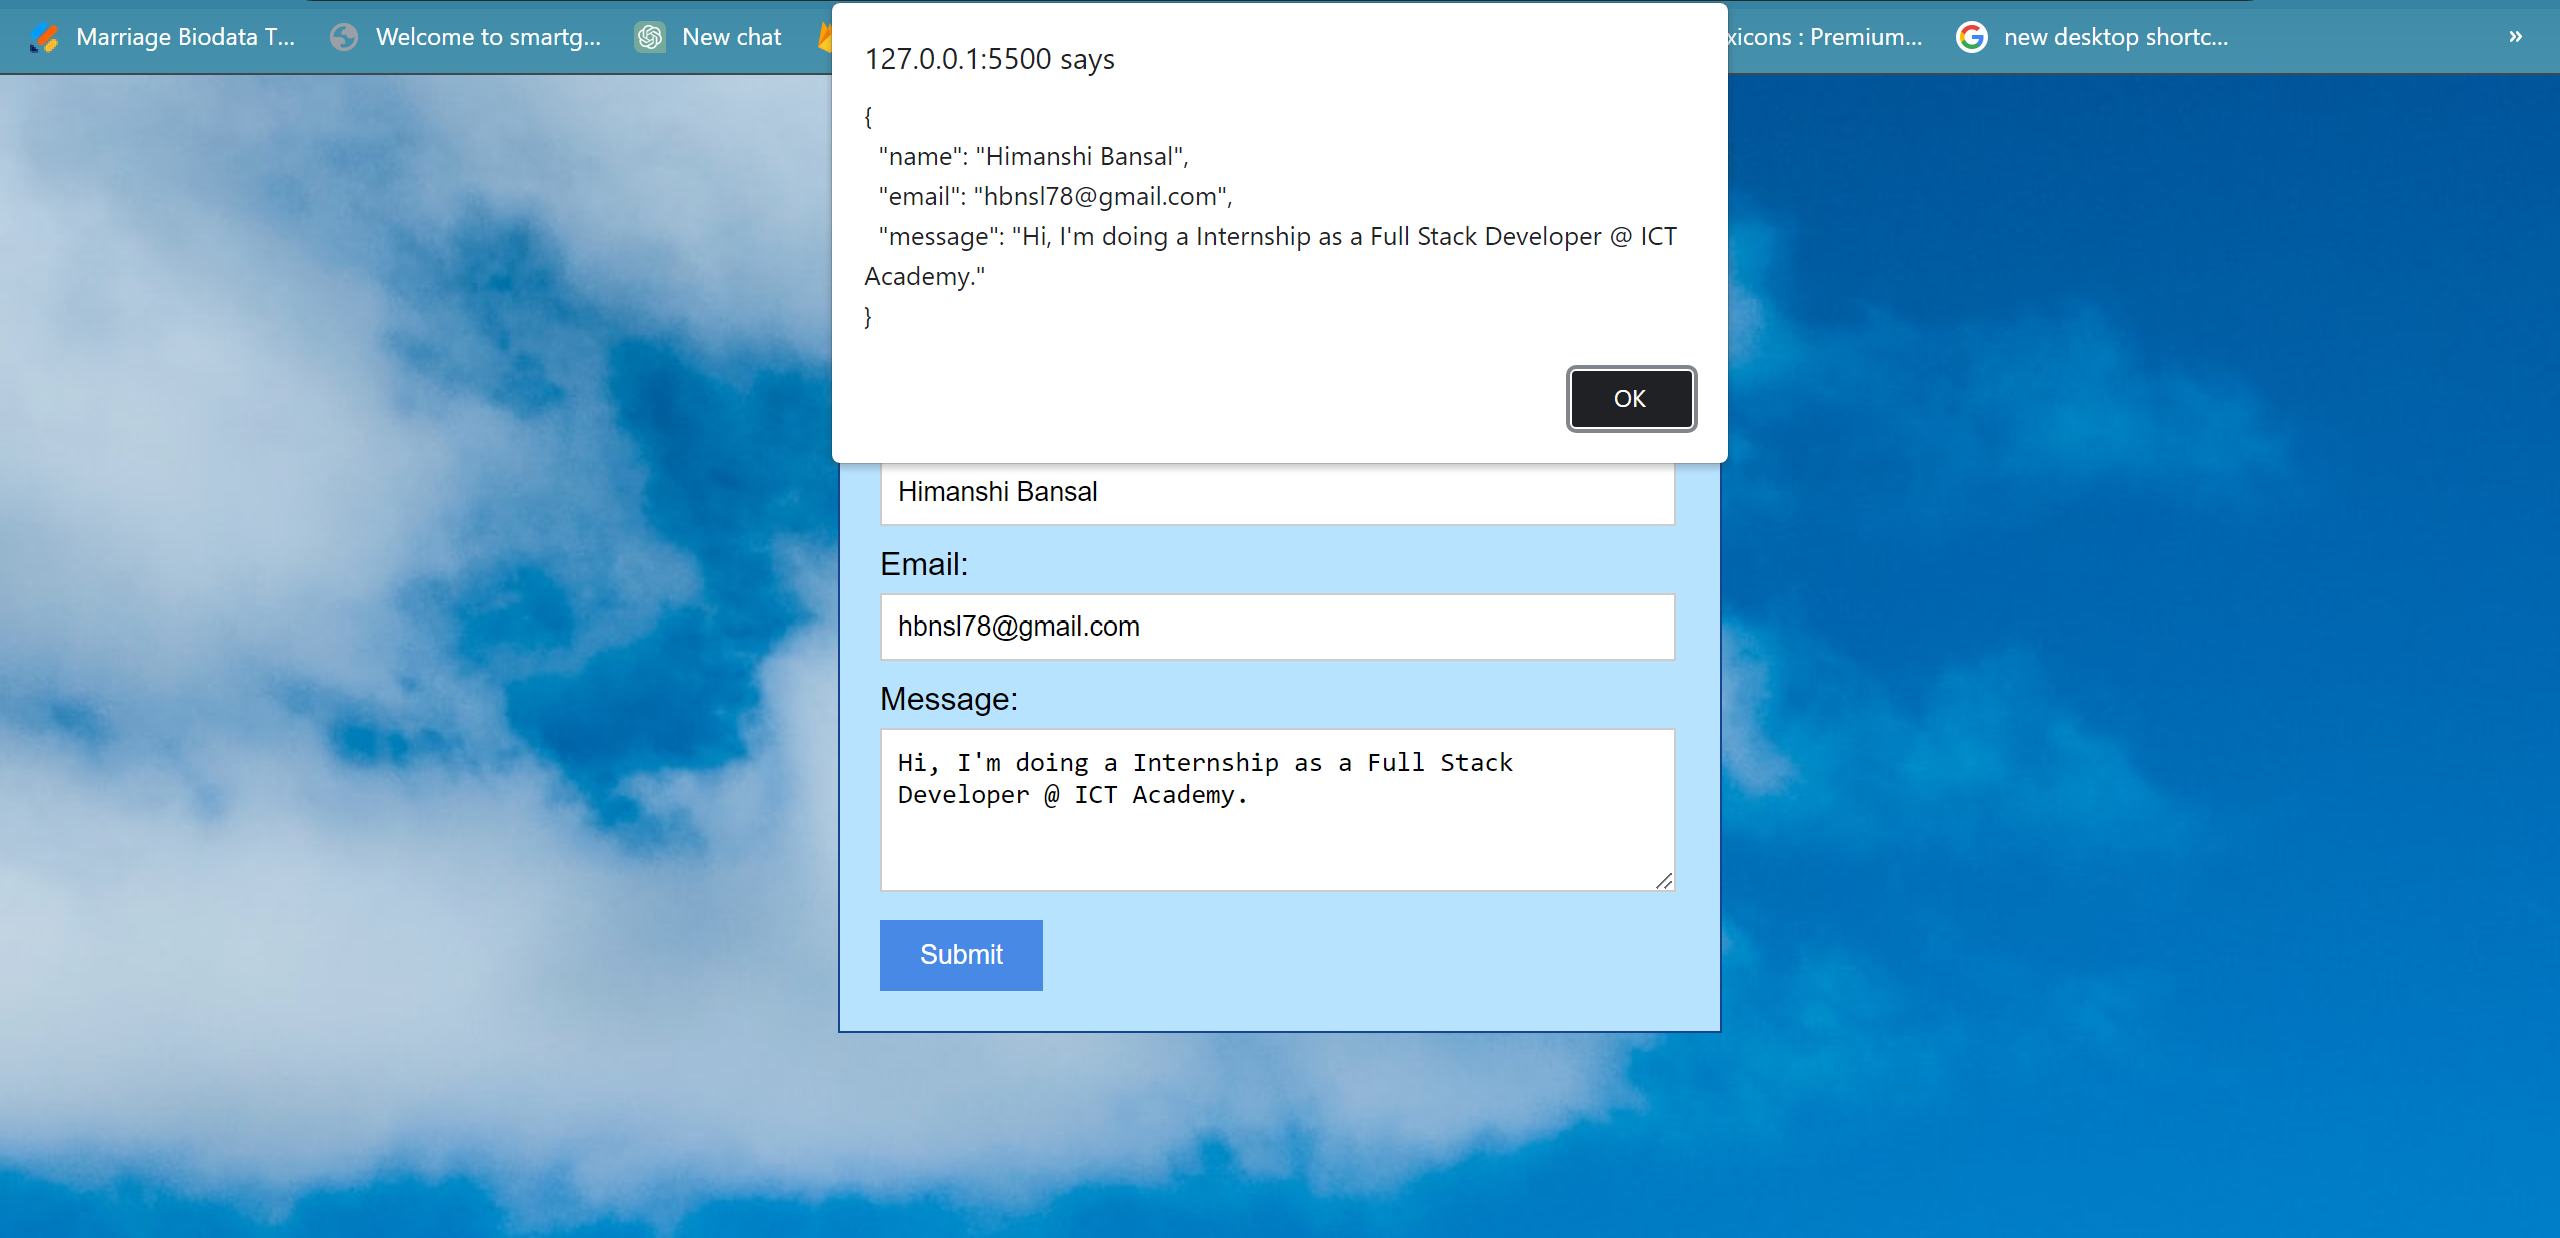 Marriage Biodata T...
Welcome to smartg...
New chat
xicons : Premium...
new desktop shortc...
»
127.0.0.1:5500 says
{
"name": "Himanshi Bansal",
"email": "hbnsl78@gmail.com",
"message": "Hi, I'm doing a Internship as a Full Stack Developer @ ICT
Academy."
}
OK
Himanshi Bansal
Email:
hbnsl78@gmail.com
Message:
Hi, I'm doing a Internship as a Full Stack
Developer @ ICT Academy.
Submit